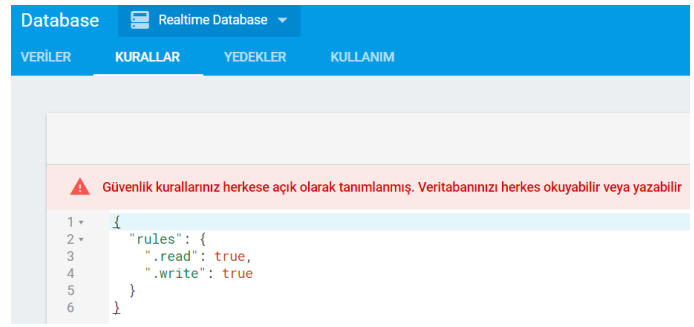 Database Realtime Database
VERİLER KURALLAR YEDEKLER KULLANIM
Güvenlik kurallarınız herkese açık olarak tanımlanmış. Veritabanınızı herkes okuyabilir veya yazabilir
1 {
2 "rules": {
3 ".read": true,
4 ".write": true
5 }
6 }